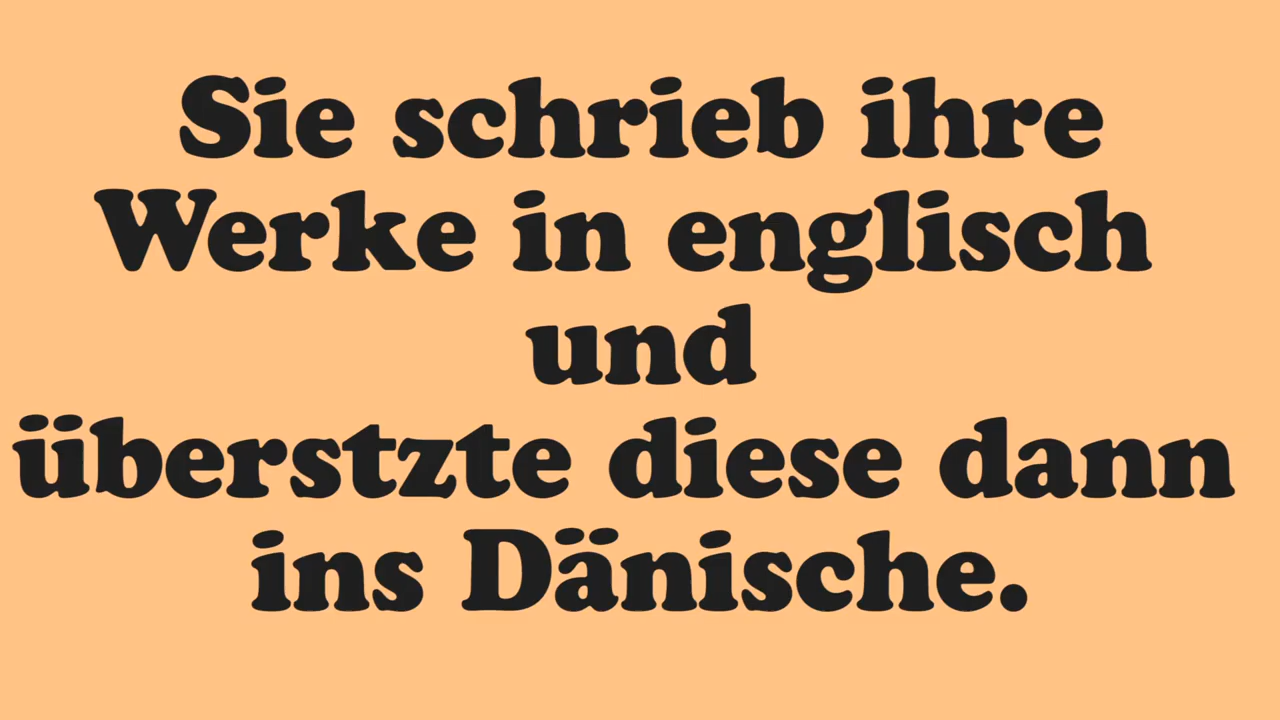 Sie schrieb ihre
Werke in englisch
und
überstzte diese dann
ins Dänische.